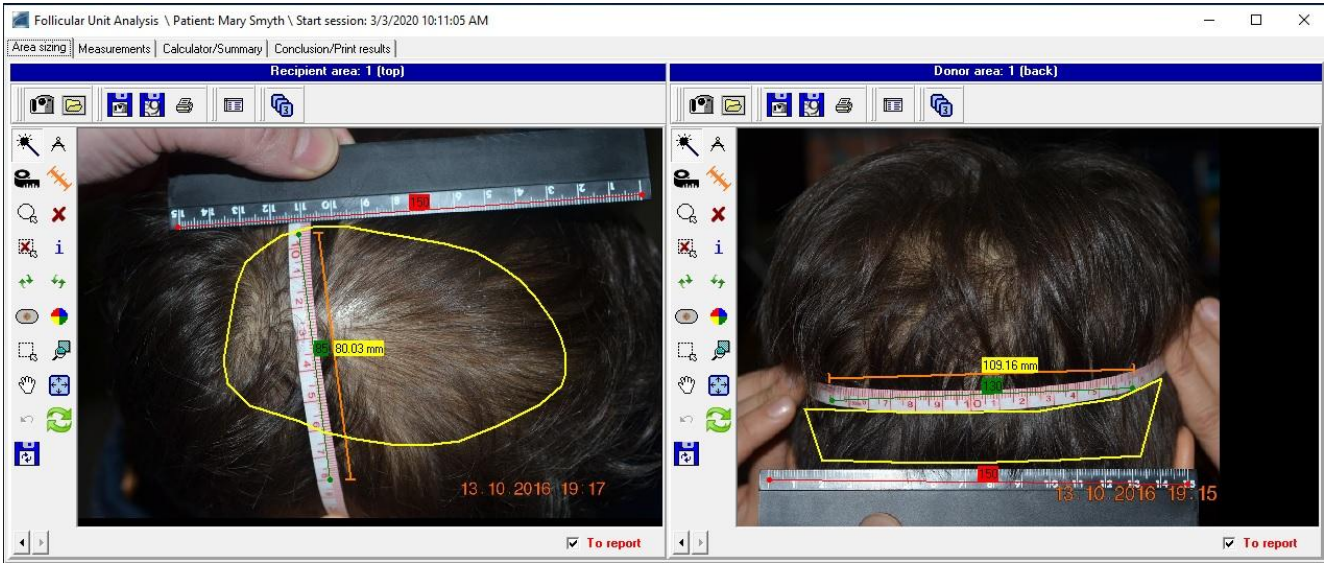 Follicular Unit Analysis \ Patient: Mary Smyth \ Start session: 3/3/2020 10:11:05 AM
Area sizing Measurements Calculator/Summary Conclusion/Print results
Recipient area: 1 (top)
150
85
80.03 mm
13 10 2016 19 17
To report
Donor area: 1 (back)
109.16 mm
130
150
13 10 2016 19 15
To report